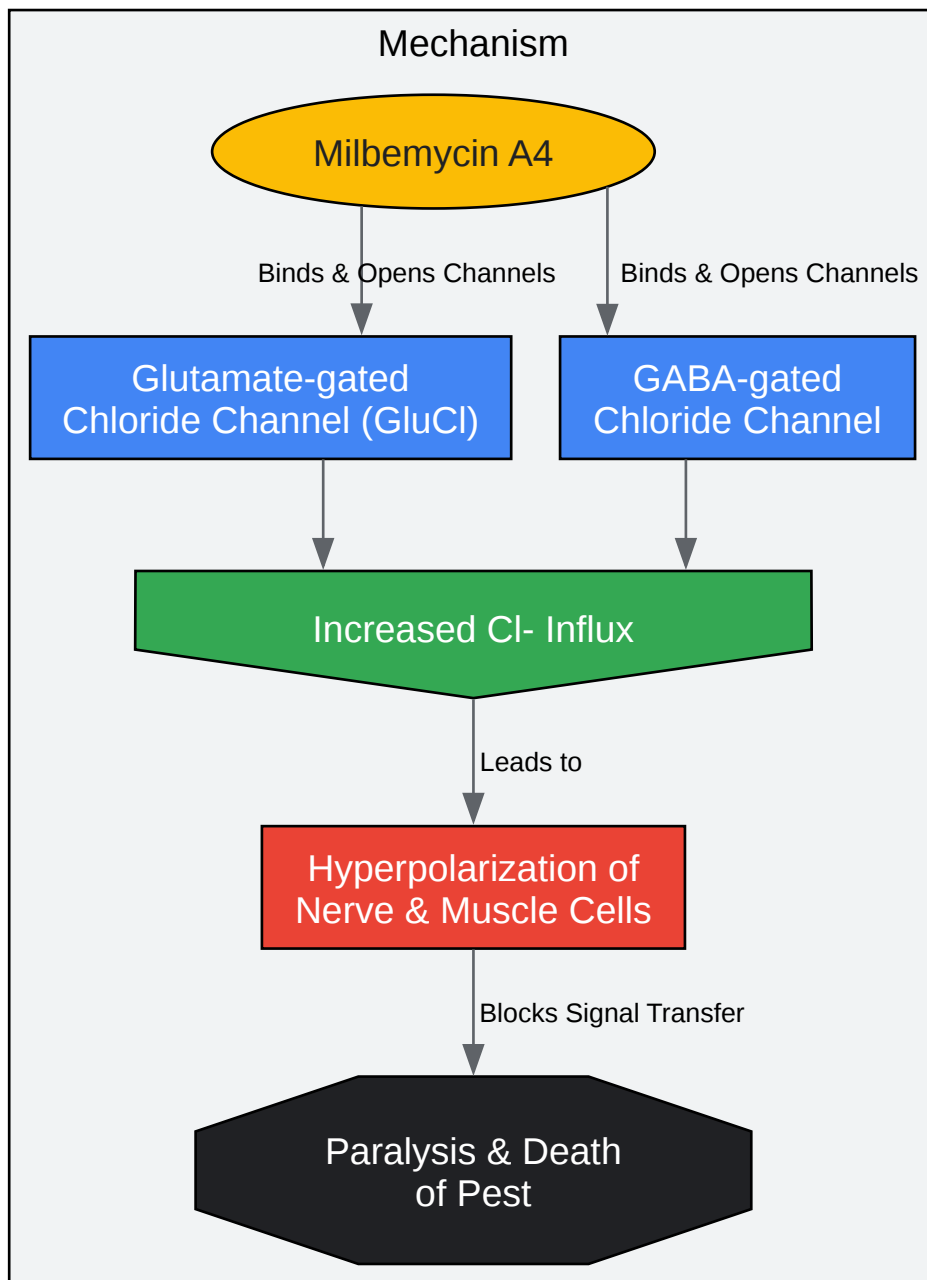 Mechanism
Milbemycin A4
Binds & Opens Channels
Binds & Opens Channels
Glutamate-gated
Chloride Channel (GluCl)
GABA-gated
Chloride Channel
Increased Cl- Influx
Leads to
Hyperpolarization of
Nerve & Muscle Cells
Blocks Signal Transfer
Paralysis & Death
of Pest